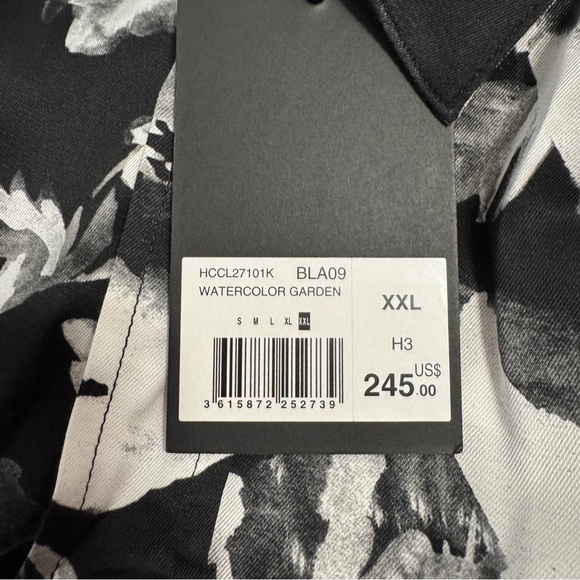 HCCL27101K BLA09
WATERCOLOR GARDEN
S M L XL XXL
3 615872 252739
XXL
H3
US$
245.00